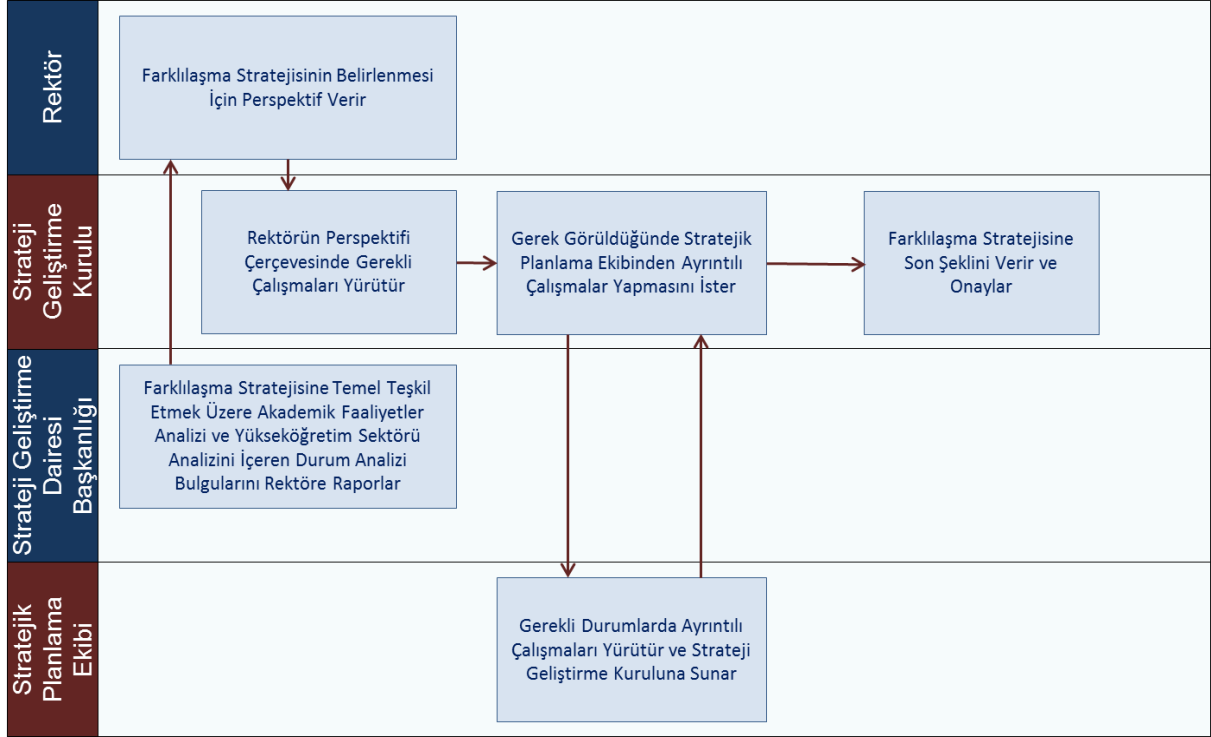 Rektör
Farklılaşma Stratejisinin Belirlenmesi
İçin Perspektif Verir
Strateji
Geliştirme
Kurulu
Rektörün Perspektifi
Çerçevesinde Gerekli
Çalışmaları Yürütür
Gerek Görüldüğünde Stratejik
Planlama Ekibinden Ayrıntılı
Çalışmalar Yapmasını İster
Farklılaşma Stratejisine
Son Şeklini Verir ve
Onaylar
Strateji Geliştirme
Dairesi
Başkanlığı
Farklılaşma Stratejisine Temel Teşkil
Etmek Üzere Akademik Faaliyetler
Analizi ve Yükseköğretim Sektörü
Analizini İçeren Durum Analizi
Bulgularını Rektöre Raporlar
Stratejik
Planlama
Ekibi
Gerekli Durumlarda Ayrıntılı
Çalışmaları Yürütür ve Strateji
Geliştirme Kuruluna Sunar